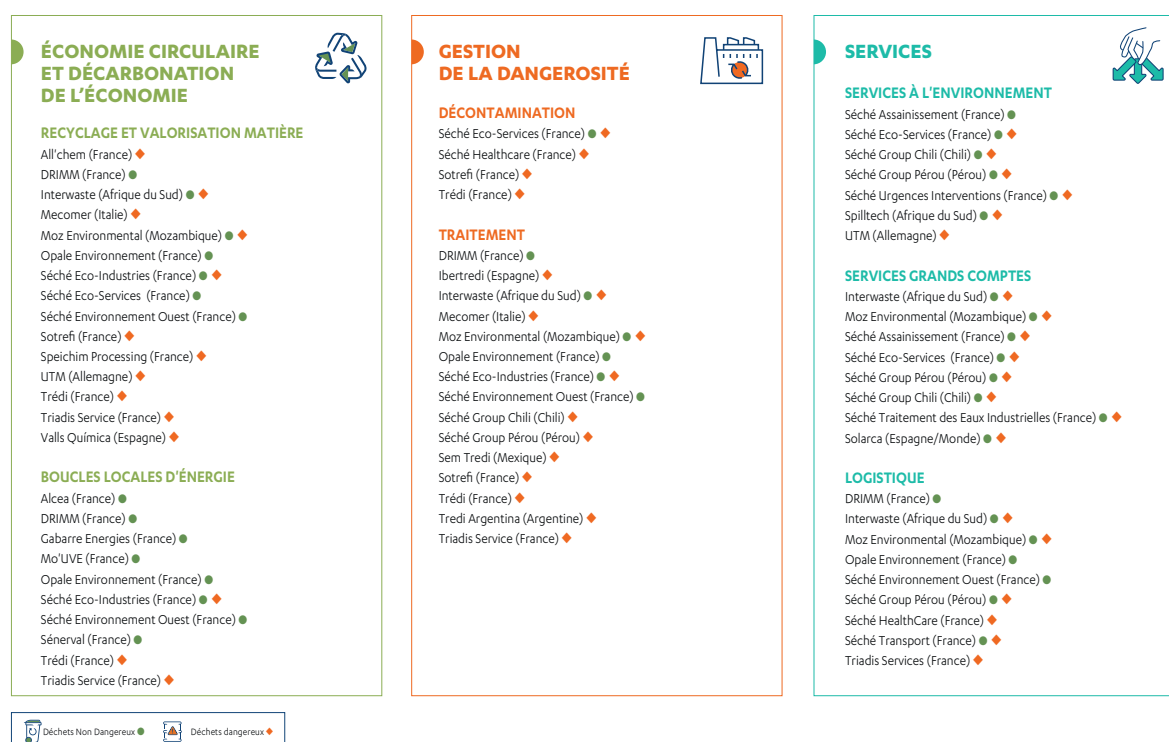 ÉCONOMIE CIRCULAIRE
ET DÉCARBONATION
DE L'ÉCONOMIE
RECYCLAGE ET VALORISATION MATIÈRE
All'chem (France) ◆
DRIMM (France) ●
Interwaste (Afrique du Sud) ● ◆
Mecomer (Italie) ◆
Moz Environmental (Mozambique) ● ◆
Opale Environnement (France) ●
Séché Eco-Industries (France) ● ◆
Séché Eco-Services (France) ●
Séché Environnement Ouest (France) ●
Sotrefi (France) ◆
Speichim Processing (France) ◆
UTM (Allemagne) ◆
Trédi (France) ◆
Triadis Service (France) ◆
Valls Química (Espagne) ◆
BOUCLES LOCALES D'ÉNERGIE
Alcea (France) ●
DRIMM (France) ●
Gabarre Energies (France) ●
Mo'UVE (France) ●
Opale Environnement (France) ●
Séché Eco-Industries (France) ● ◆
Séché Environnement Ouest (France) ●
Sénerval (France) ●
Trédi (France) ◆
Triadis Service (France) ◆
GESTION
DE LA DANGEROSITÉ
DÉCONTAMINATION
Séché Eco-Services (France) ● ◆
Séché Healthcare (France) ◆
Sotrefi (France) ◆
Trédi (France) ◆
TRAITEMENT
DRIMM (France) ●
Ibertredi (Espagne) ◆
Interwaste (Afrique du Sud) ● ◆
Mecomer (Italie) ◆
Moz Environmental (Mozambique) ● ◆
Opale Environnement (France) ●
Séché Eco-Industries (France) ● ◆
Séché Environnement Ouest (France) ●
Séché Group Chili (Chili) ◆
Séché Group Pérou (Pérou) ◆
Sem Tredi (Mexique) ◆
Sotrefi (France) ◆
Trédi (France) ◆
Tredi Argentina (Argentine) ◆
Triadis Service (France) ◆
SERVICES
SERVICES À L'ENVIRONNEMENT
Séché Assainissement (France) ●
Séché Eco-Services (France) ● ◆
Séché Group Chili (Chili) ● ◆
Séché Group Pérou (Pérou) ● ◆
Séché Urgences Interventions (France) ● ◆
Spilltech (Afrique du Sud) ● ◆
UTM (Allemagne) ◆
SERVICES GRANDS COMPTES
Interwaste (Afrique du Sud) ● ◆
Moz Environmental (Mozambique) ● ◆
Séché Assainissement (France) ● ◆
Séché Eco-Services (France) ● ◆
Séché Group Pérou (Pérou) ● ◆
Séché Group Chili (Chili) ● ◆
Séché Traitement des Eaux Industrielles (France) ● ◆
Solarca (Espagne/Monde) ● ◆
LOGISTIQUE
DRIMM (France) ●
Interwaste (Afrique du Sud) ● ◆
Moz Environmental (Mozambique) ● ◆
Opale Environnement (France) ●
Séché Environnement Ouest (France) ●
Séché Group Pérou (Pérou) ● ◆
Séché HealthCare (France) ◆
Séché Transport (France) ● ◆
Triadis Services (France) ◆
Déchets Non Dangereux ●
Déchets dangereux ◆